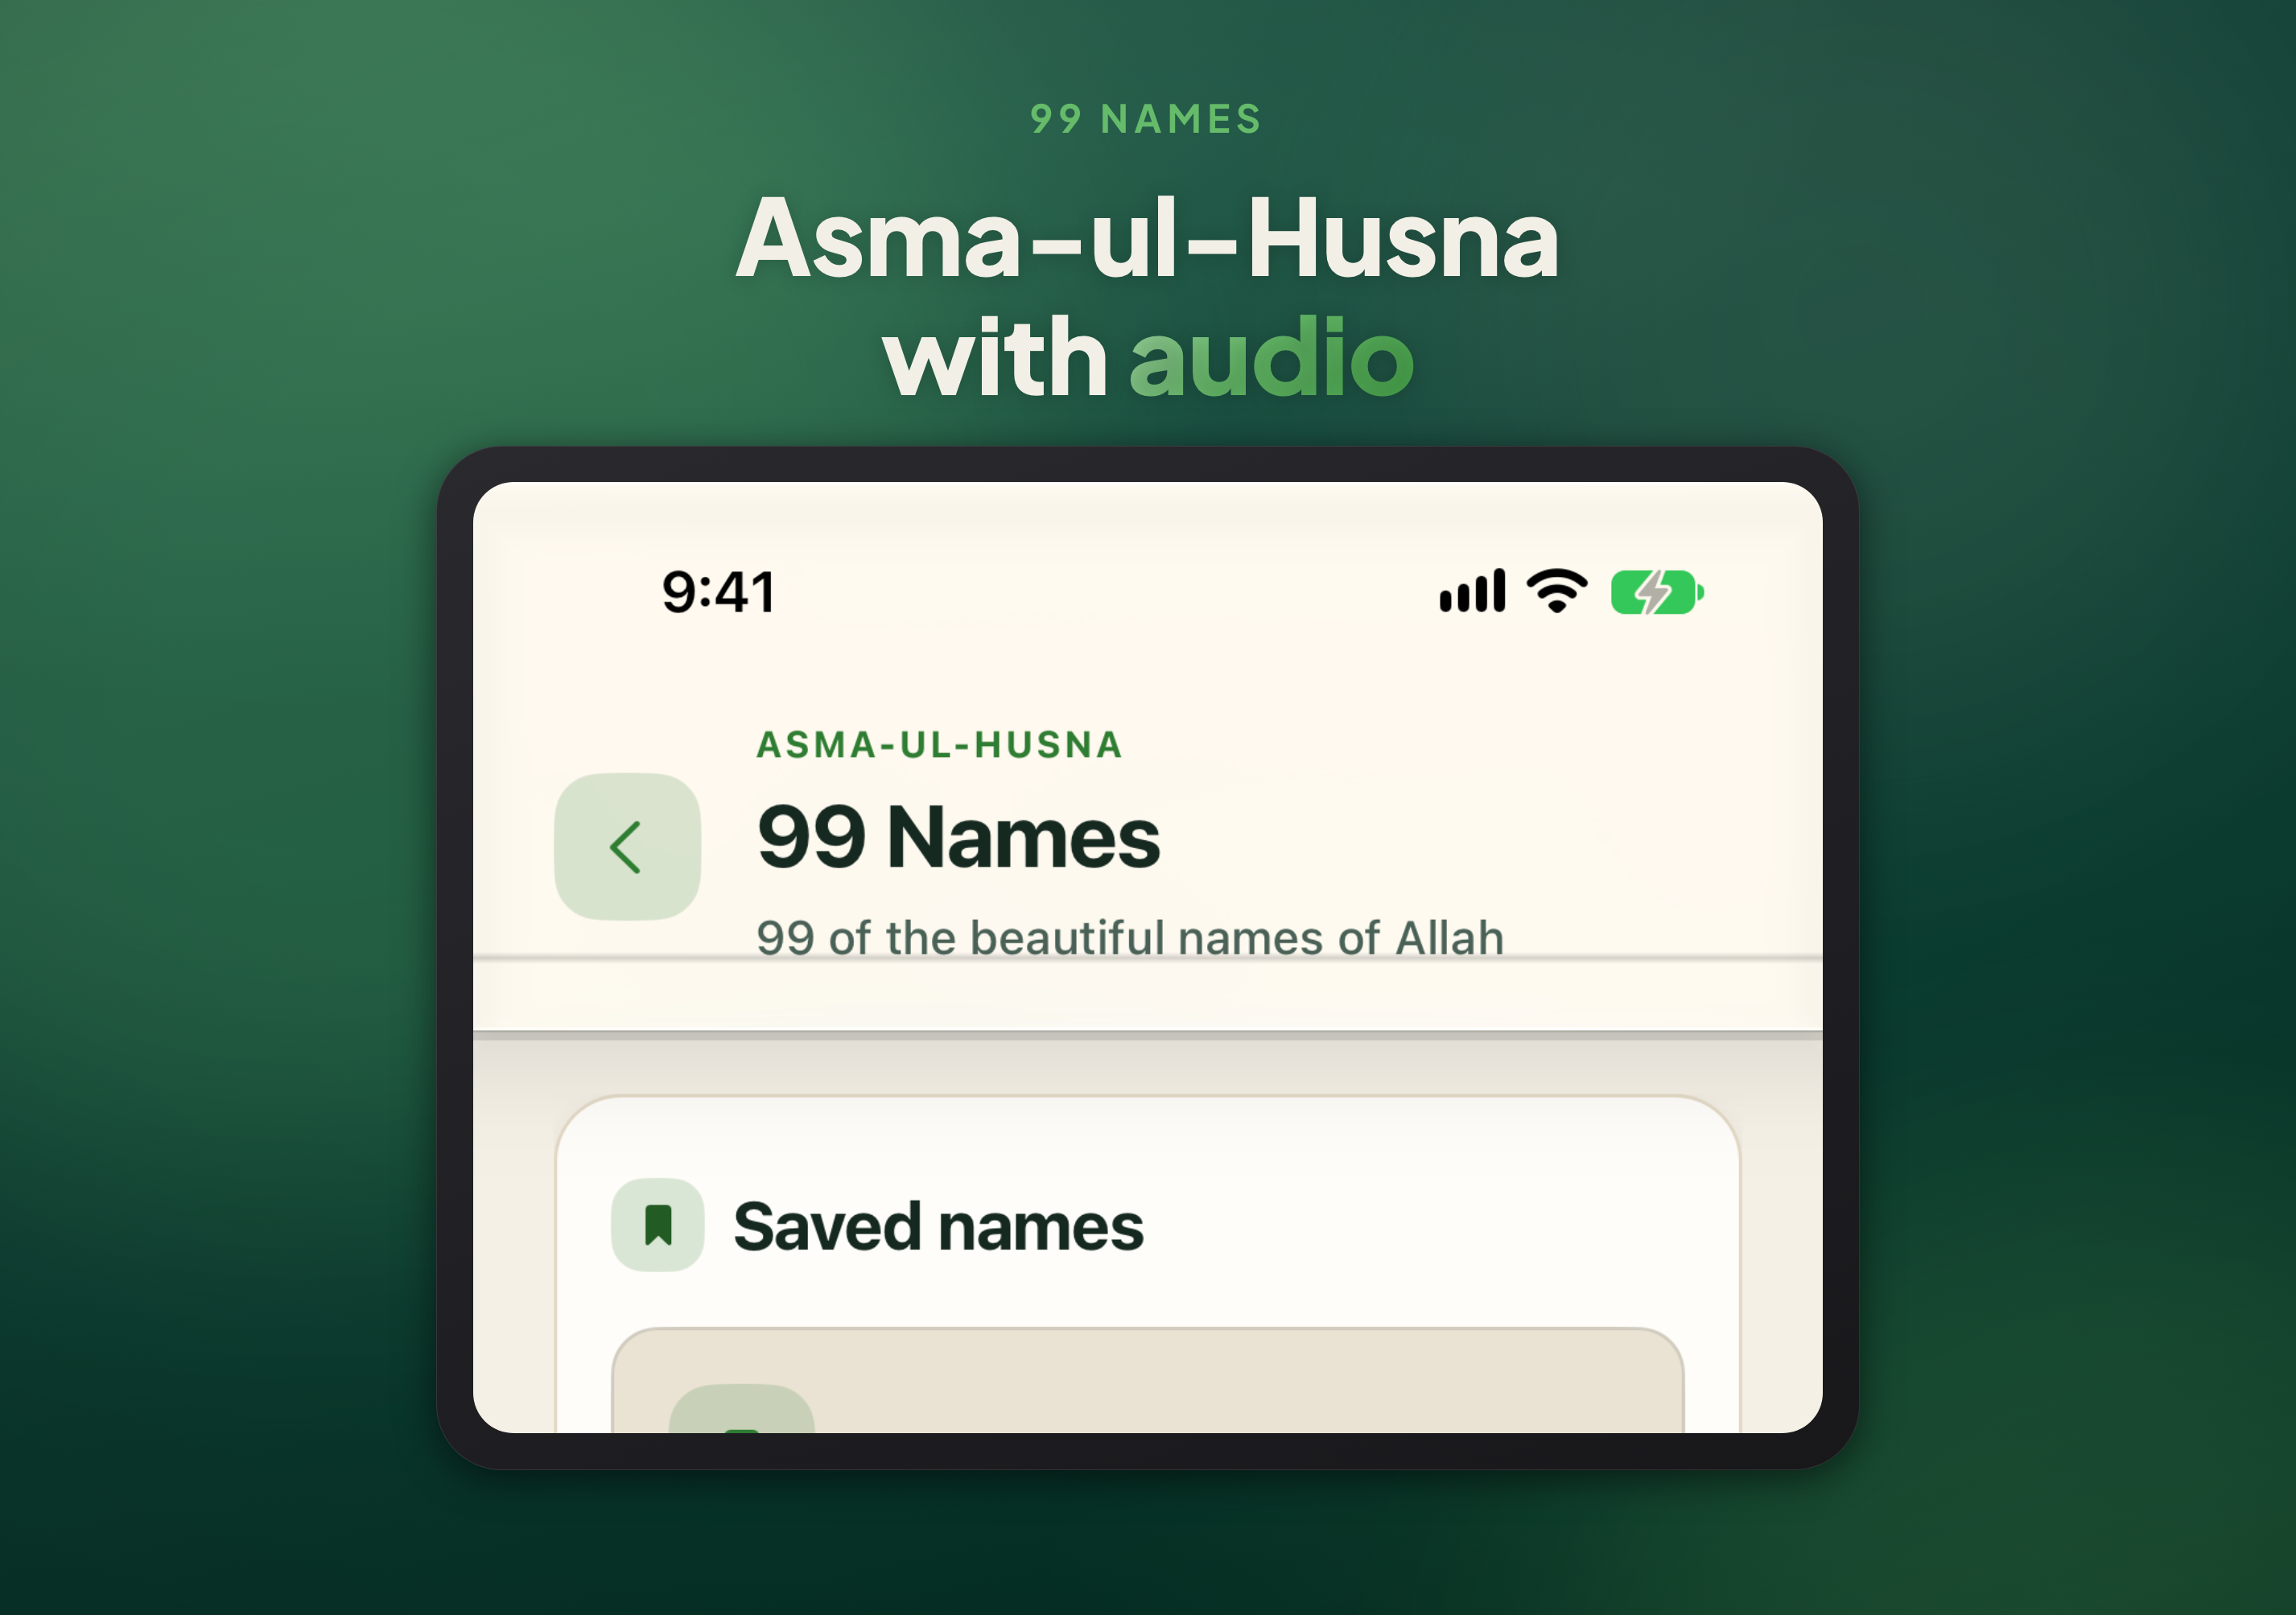 99 NAMES
Asma-ul-Husna
with audio
9:41
ASMA-UL-HUSNA
99 Names
99 of the beautiful names of Allah
Saved names